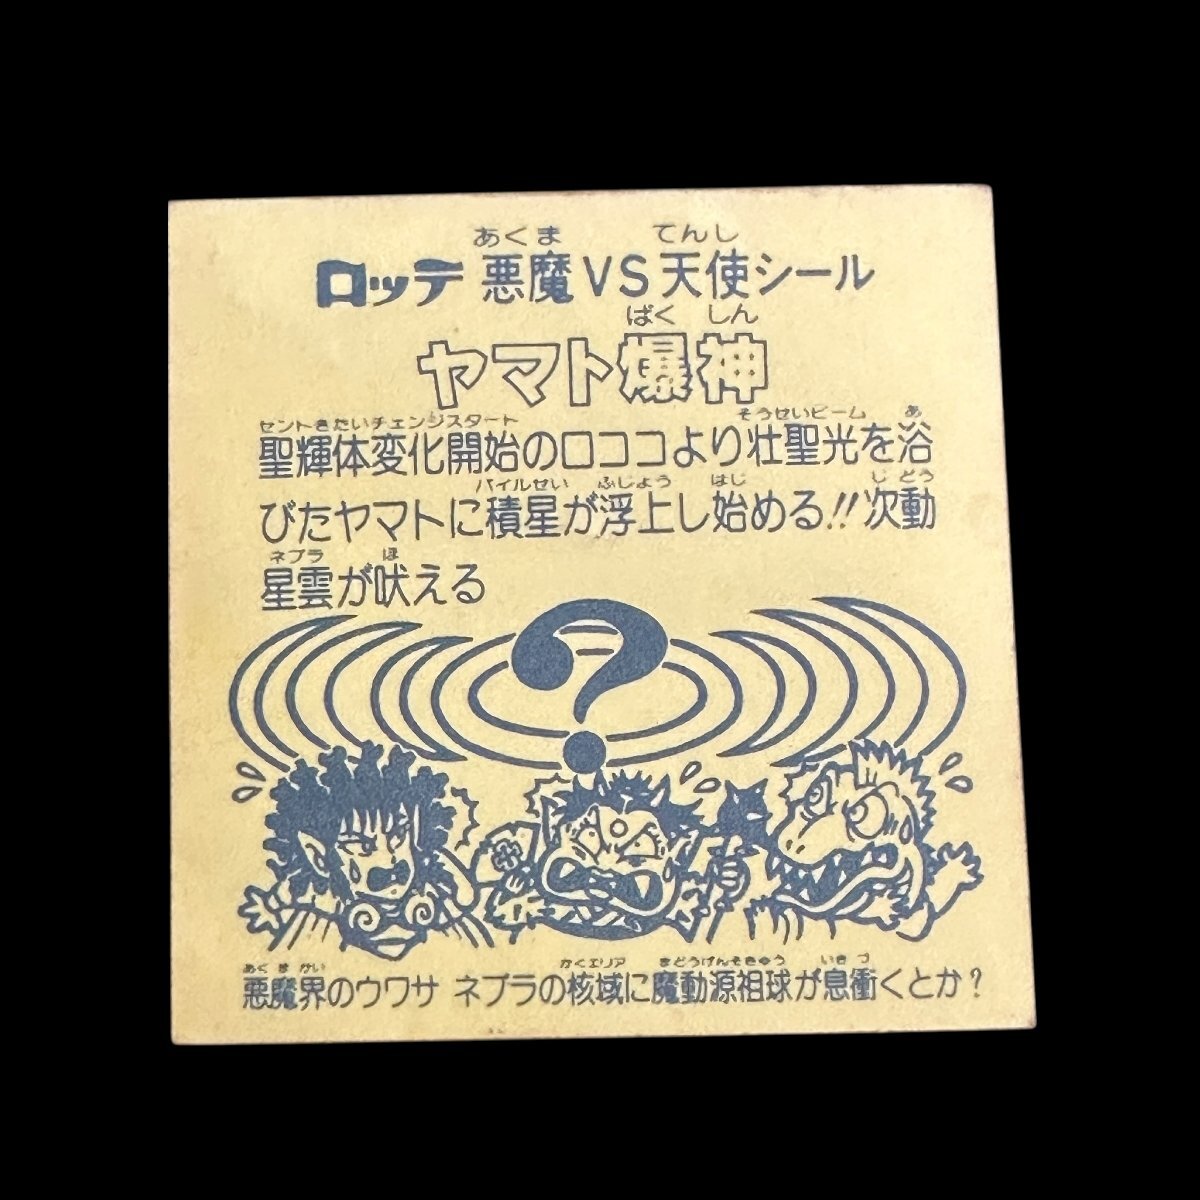 あくま てんし
ロッテ 悪魔VS天使シール
ばく しん
ヤマト爆神
セントきたいチェンジスタート そうせいビーム あ
聖輝体変化開始のロココより壮聖光を浴
パイルせい ふじょう はじ じどう
びたヤマトに積星が浮上し始める!!次動
ネブラ ほ
星雲が吠える
?
あくまかい かくエリア まどうげんそきゅう いきづ
悪魔界のウワサ ネブラの核域に魔動源祖球が息働くとか?